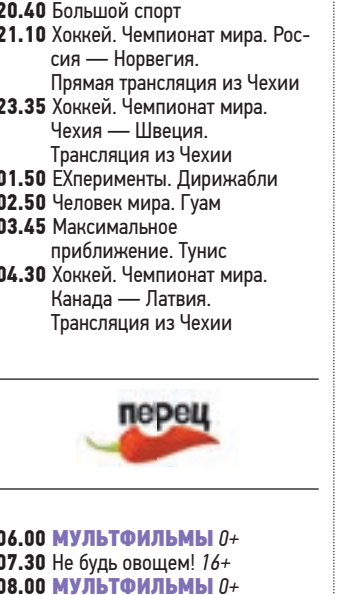 20.40 Большой спорт
21.10 Хоккей. Чемпионат мира. Рос-
сия — Норвегия.
Прямая трансляция из Чехии
23.35 Хоккей. Чемпионат мира.
Чехия — Швеция.
Трансляция из Чехии
01.50 ЕХперименты. Дирижабли
02.50 Человек мира. Гуам
03.45 Максимальное
приближение. Тунис
04.30 Хоккей. Чемпионат мира.
Канада — Латвия.
Трансляция из Чехии
перец
06.00 МУЛЬТФИЛЬМЫ 0+
07.30 Не будь овощем! 16+
08.00 МУЛЬТФИЛЬМЫ 0+